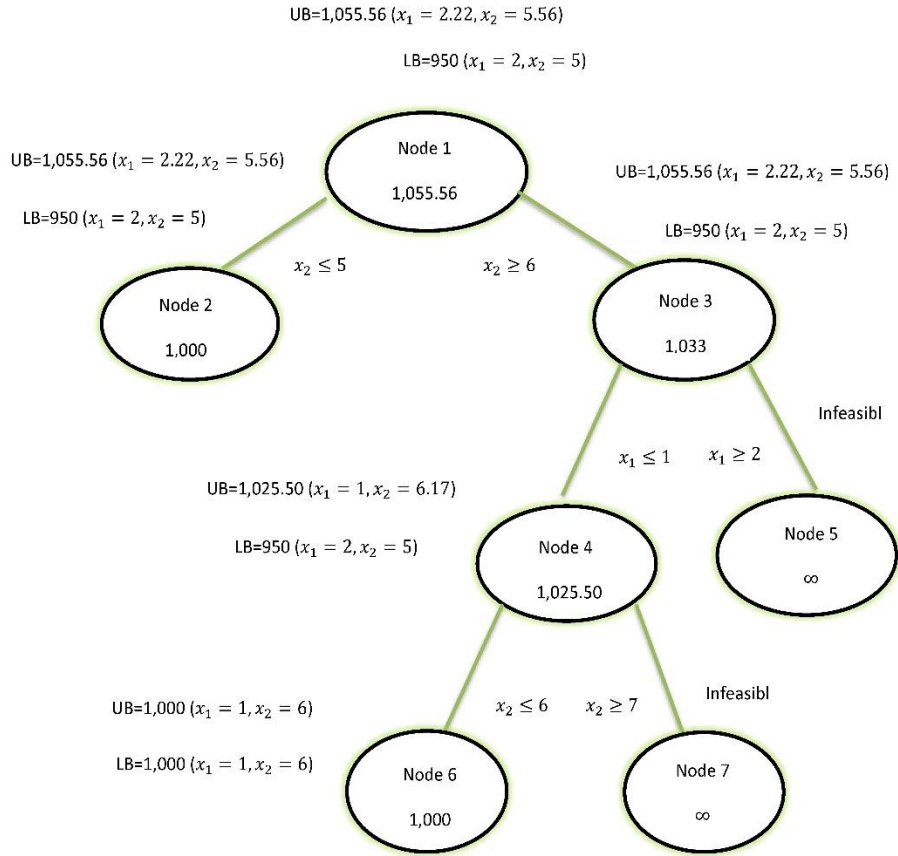 UB=1,055.56 (x₁ = 2.22, x₂ = 5.56)
LB=950 (x₁ = 2, x₂ = 5)
Node 1
1,055.56
UB=1,055.56 (x₁ = 2.22, x₂ = 5.56)
LB=950 (x₁ = 2, x₂ = 5)
UB=1,055.56 (x₁ = 2.22, x₂ = 5.56)
LB=950 (x₁ = 2, x₂ = 5)
x₂ ≤ 5
x₂ ≥ 6
Node 2
1,000
Node 3
1,033
Infeasibl
x₁ ≤ 1
x₁ ≥ 2
UB=1,025.50 (x₁ = 1, x₂ = 6.17)
LB=950 (x₁ = 2, x₂ = 5)
Node 4
1,025.50
Node 5
∞
Infeasibl
x₂ ≤ 6
x₂ ≥ 7
UB=1,000 (x₁ = 1, x₂ = 6)
LB=1,000 (x₁ = 1, x₂ = 6)
Node 6
1,000
Node 7
∞